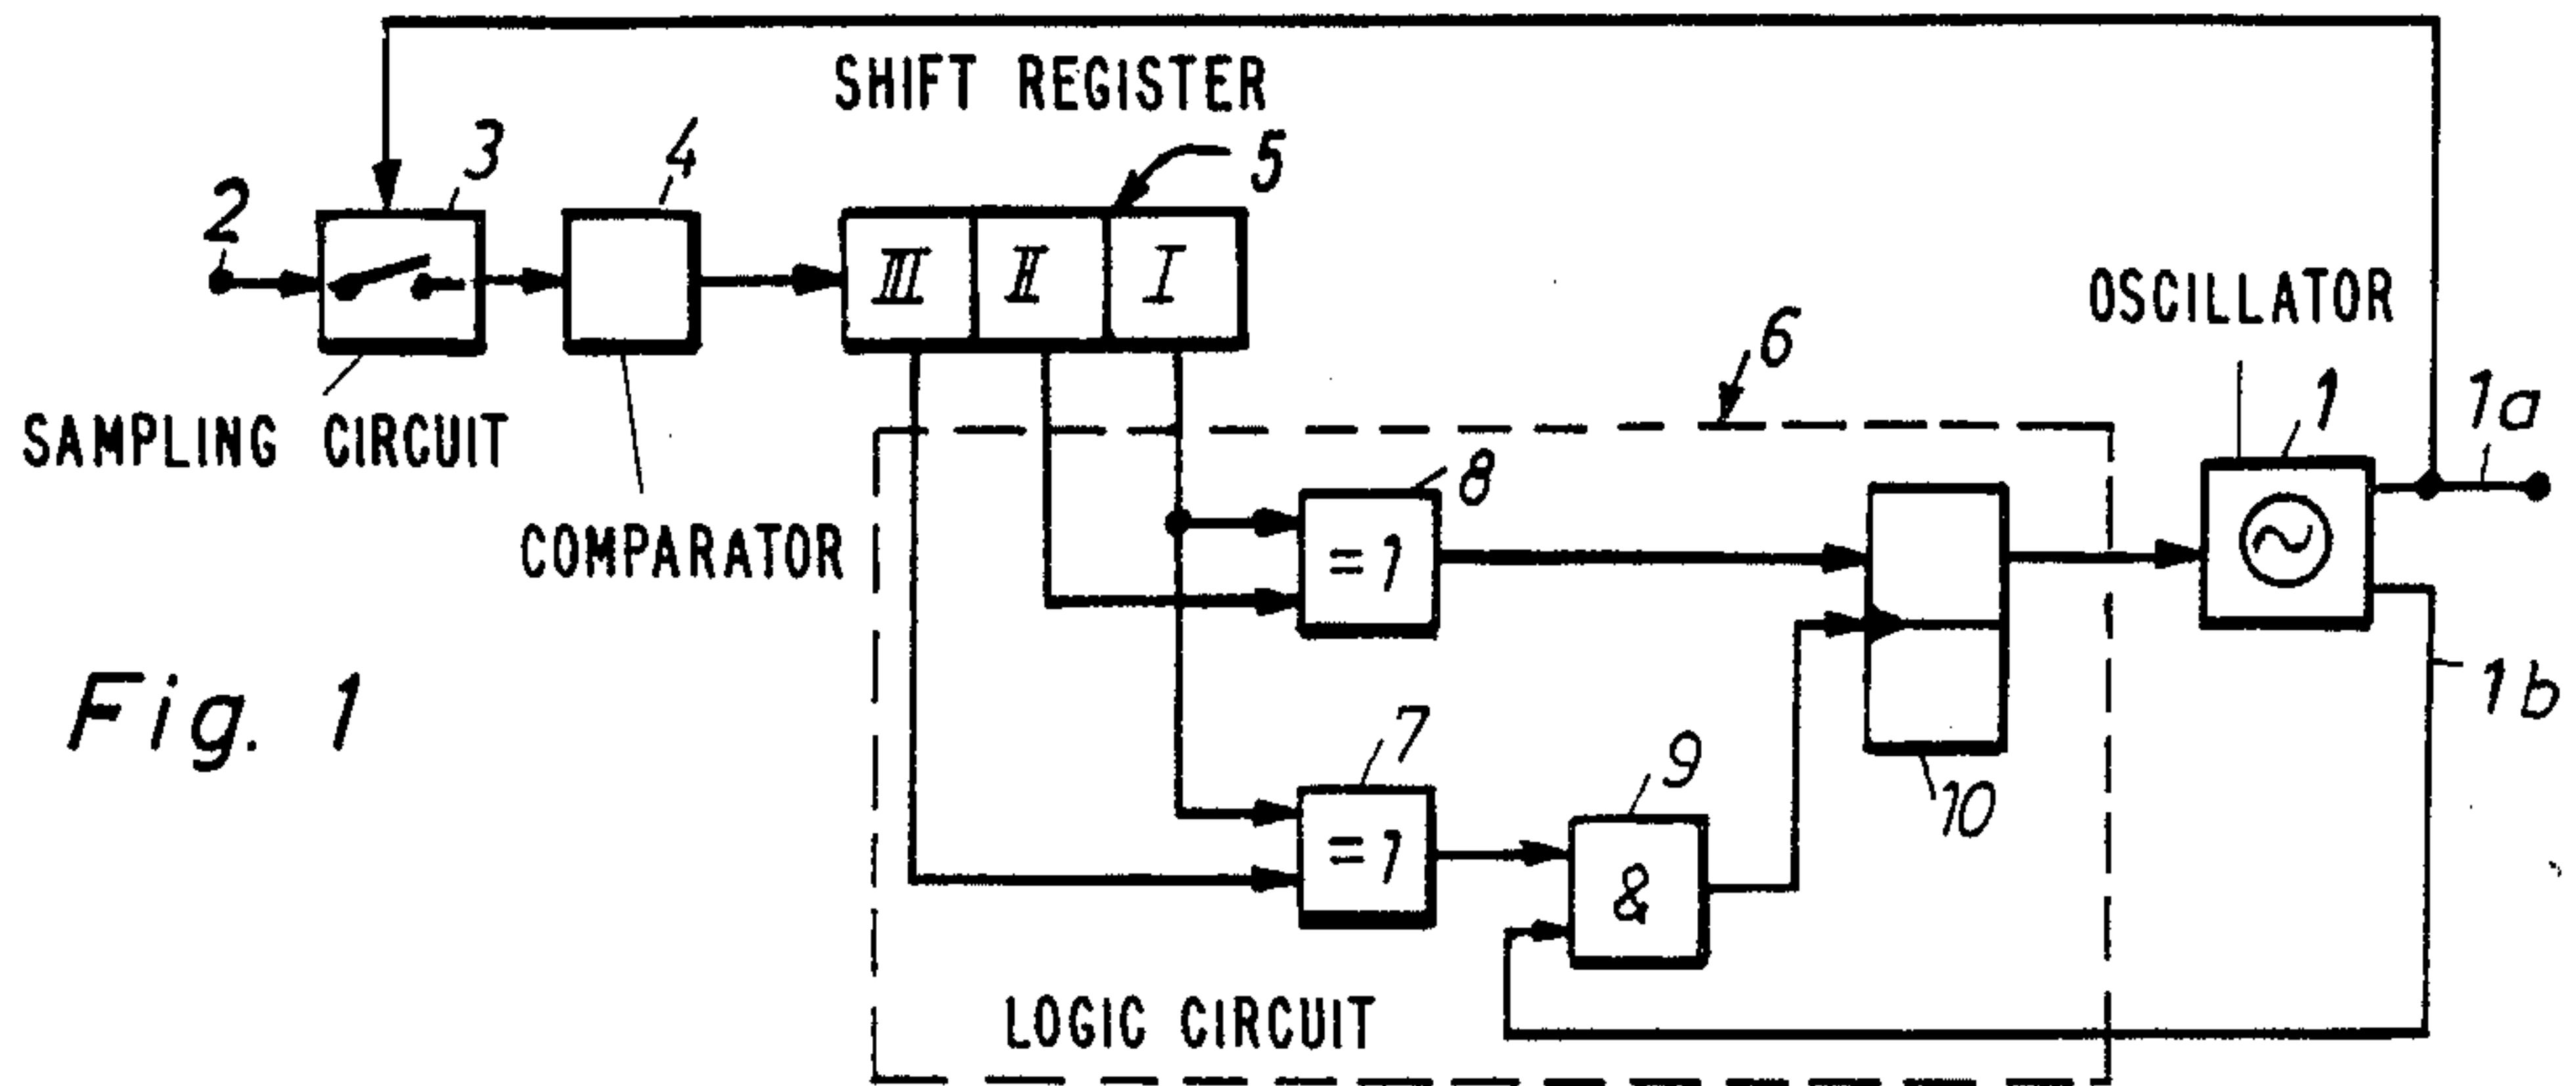 SHIFT REGISTER
2
3
4
5
III II I
SAMPLING CIRCUIT
COMPARATOR
OSCILLATOR
6
1
1a
8
=1
1b
Fig. 1
7
=1
9
&
10
LOGIC CIRCUIT